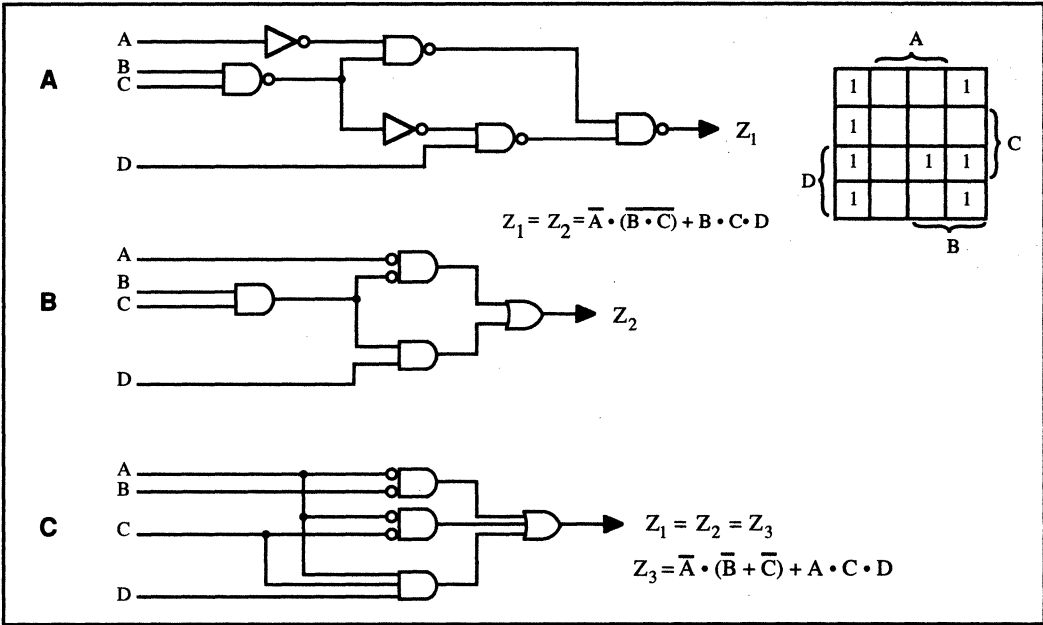 A
A
B
C
D
Z₁
A
1 1
1
1 1 1
1 1
C
D
B
Z₁ = Z₂ = A̅ • (B̅ ̅•̅ ̅C̅) + B • C • D
B
A
B
C
D
Z₂
C
A
B
C
D
Z₁ = Z₂ = Z₃
Z₃ = A̅ • (B̅ + C̅) + A • C • D